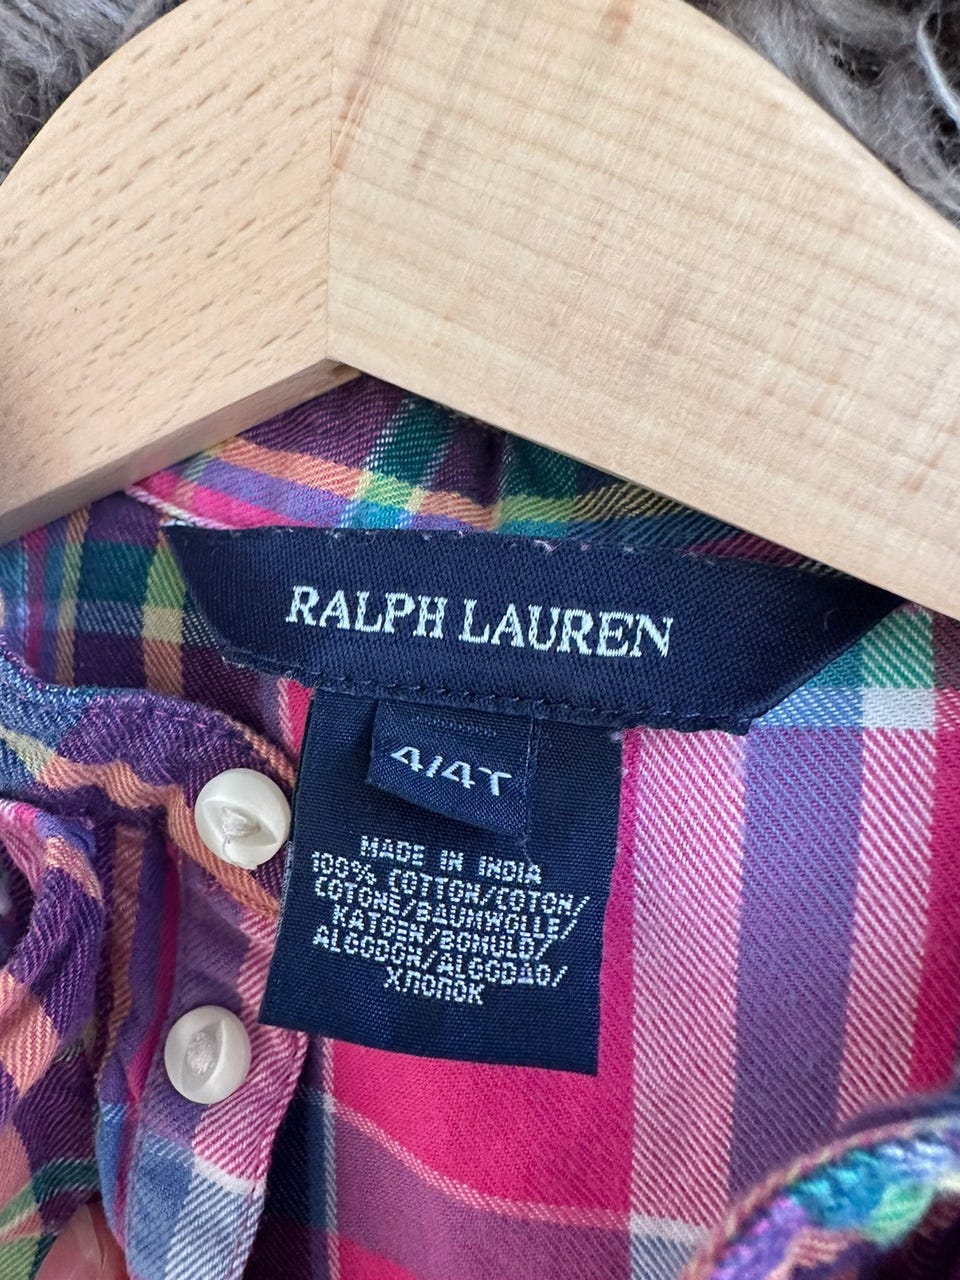 RALPH LAUREN
4/4T
MADE IN INDIA
100% COTTON/COTON/
COTONE/BAUMWOLLE/
KATOEN/BOMULD/
ALGODON/ALGODAO/
ХЛОПОК